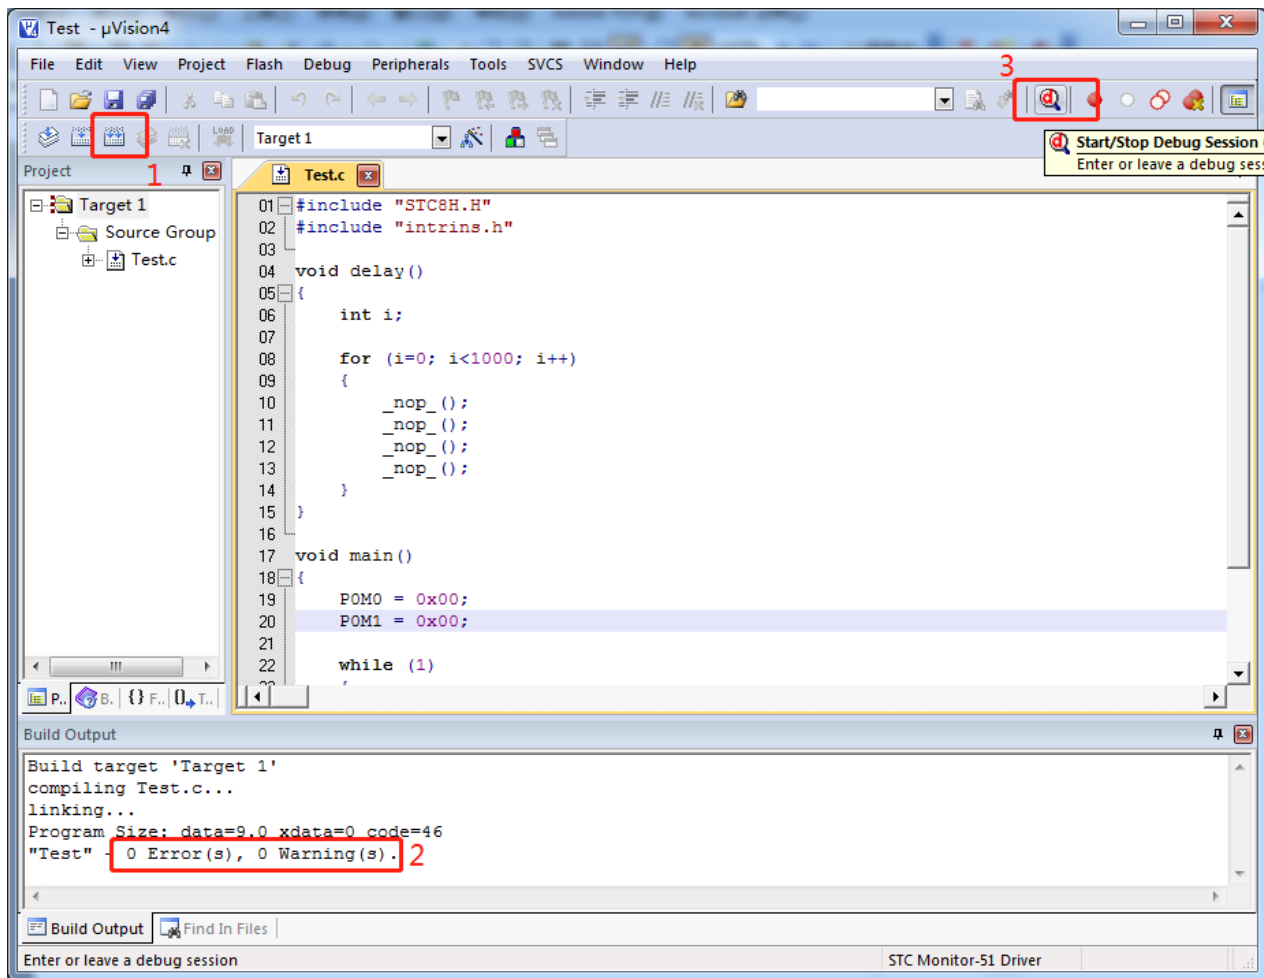 Test - µVision4
File Edit View Project Flash Debug Peripherals Tools SVCS Window Help
3
LOAD Target 1
Start/Stop Debug Session
Enter or leave a debug ses
1
Project
Test.c
Target 1
Source Group
Test.c
01 #include "STC8H.H"
02 #include "intrins.h"
03
04 void delay()
05 {
06 int i;
07
08 for (i=0; i<1000; i++)
09 {
10 _nop_();
11 _nop_();
12 _nop_();
13 _nop_();
14 }
15 }
16
17 void main()
18 {
19 P0M0 = 0x00;
20 P0M1 = 0x00;
21
22 while (1)
P.. B. {} F.. 0 T..
Build Output
Build target 'Target 1'
compiling Test.c...
linking...
Program Size: data=9.0 xdata=0 code=46
"Test" - 0 Error(s), 0 Warning(s). 2
Build Output Find In Files
Enter or leave a debug session STC Monitor-51 Driver